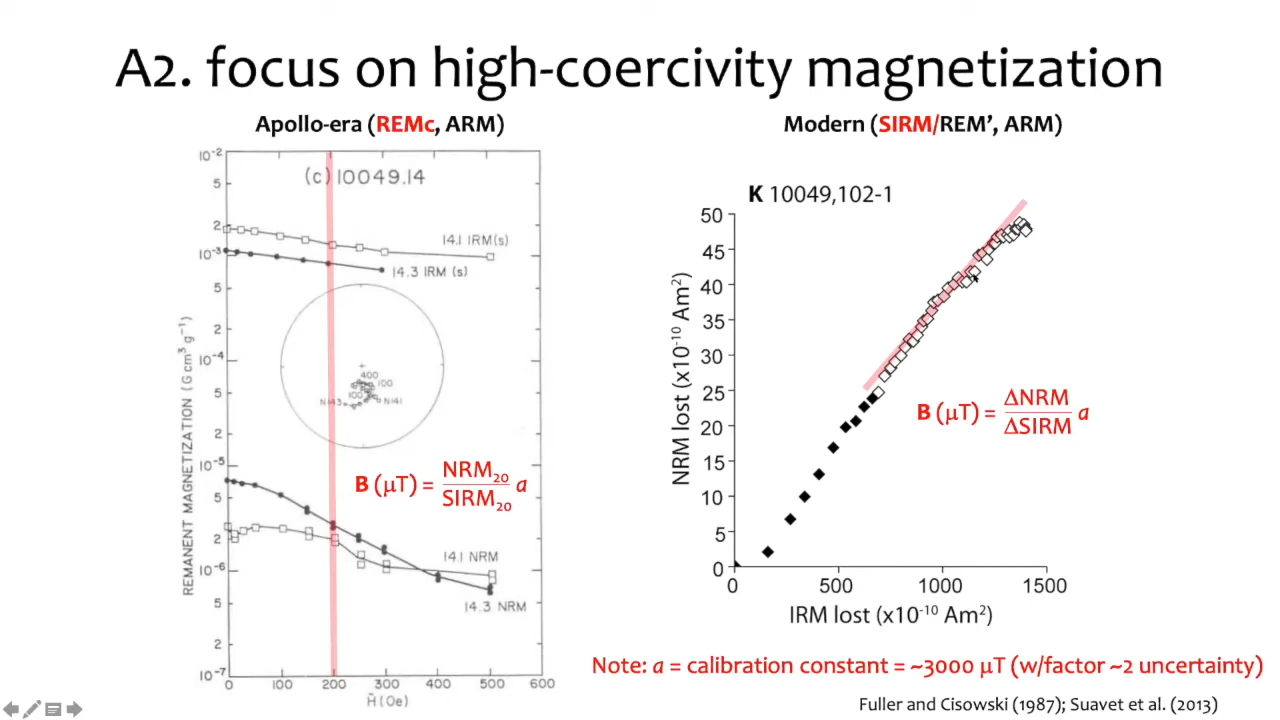 A2. focus on high-coercivity magnetization
Apollo-era (REMc, ARM)
Modern (SIRM/REM’, ARM)
REMANENT MAGNETIZATION (G cm³ g⁻¹)
10⁻²
5
2
10⁻³
5
2
10⁻⁴
5
2
10⁻⁵
5
2
10⁻⁶
5
2
10⁻⁷
(c) 10049.14
14.1 IRM(s)
14.3 IRM (s)
400
100
100
N143
N141
B (μT) = NRM₂₀ / SIRM₂₀ a
14.1 NRM
14.3 NRM
0 100 200 300 400 500 600
H̃ (Oe)
K 10049,102-1
NRM lost (x10⁻¹⁰ Am²)
50
45
40
35
30
25
20
15
10
5
0
B (μT) = ΔNRM / ΔSIRM a
0 500 1000 1500
IRM lost (x10⁻¹⁰ Am²)
Note: a = calibration constant = ~3000 μT (w/factor ~2 uncertainty)
Fuller and Cisowski (1987); Suavet et al. (2013)